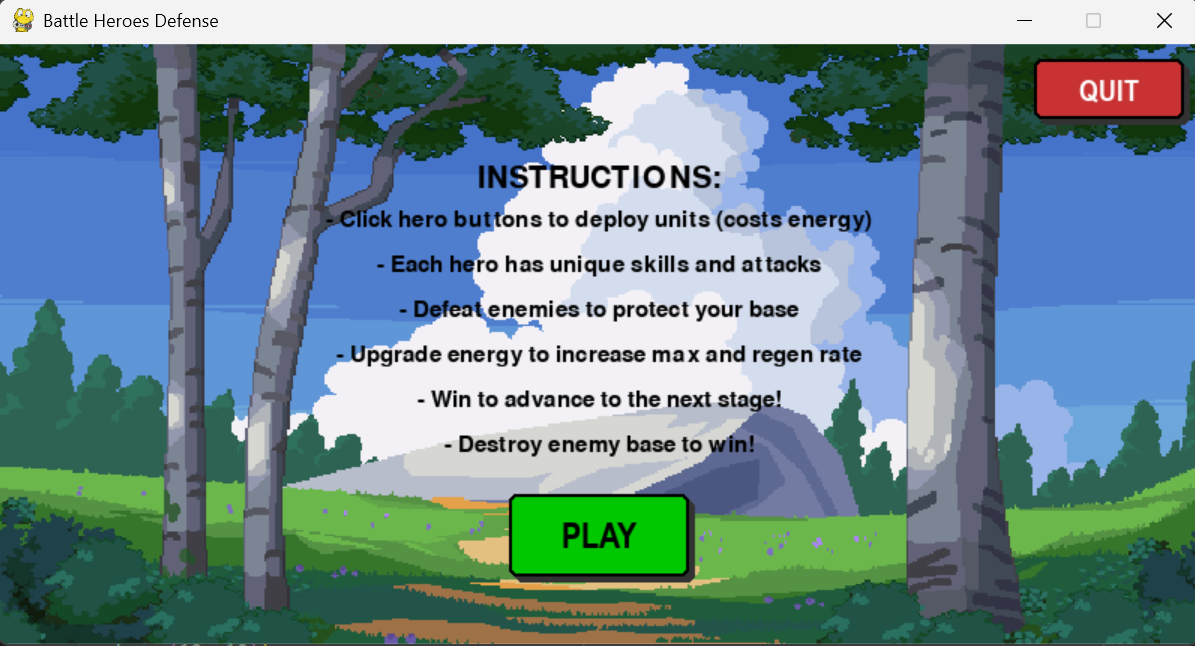 Battle Heroes Defense
QUIT
INSTRUCTIONS:
- Click hero buttons to deploy units (costs energy)
- Each hero has unique skills and attacks
- Defeat enemies to protect your base
- Upgrade energy to increase max and regen rate
- Win to advance to the next stage!
- Destroy enemy base to win!
PLAY